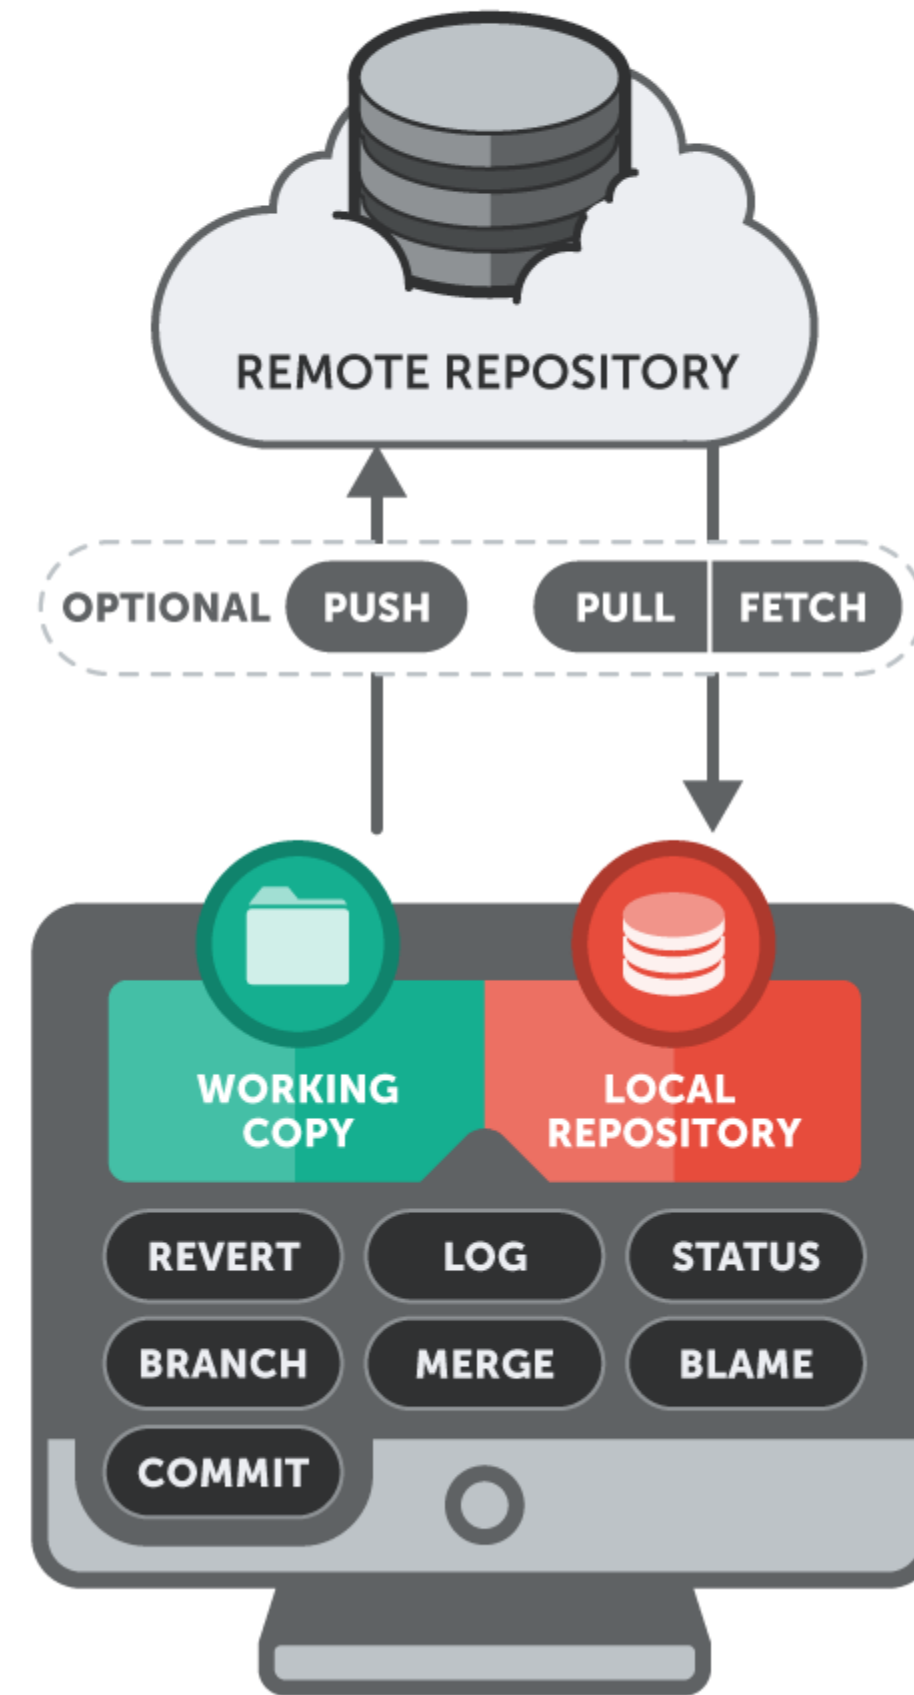 REMOTE REPOSITORY
OPTIONAL PUSH PULL FETCH
WORKING COPY
LOCAL REPOSITORY
REVERT LOG STATUS
BRANCH MERGE BLAME
COMMIT